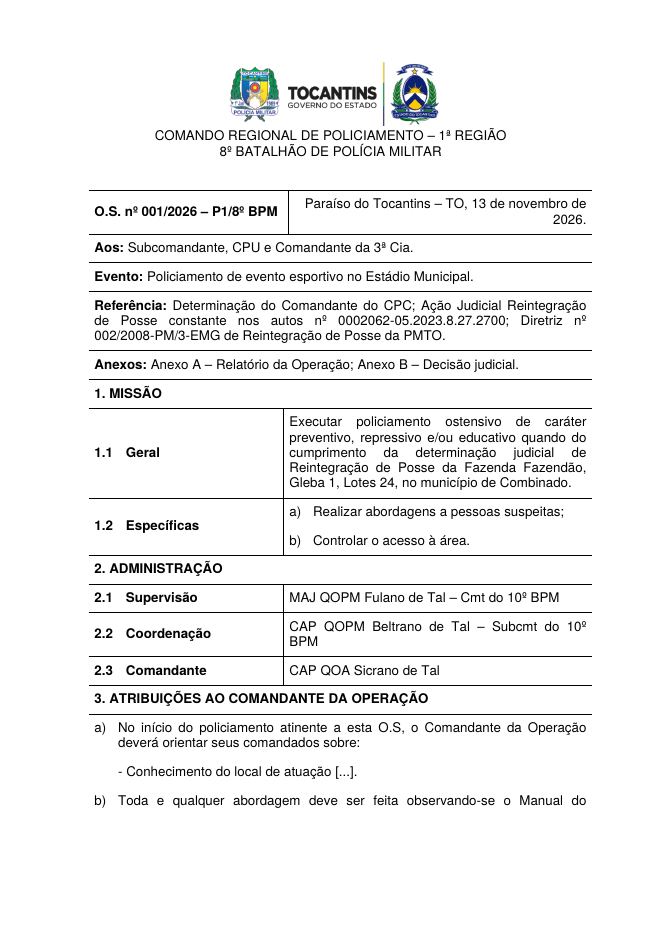 TOCANTINS
GOVERNO DO ESTADO
POLÍCIA MILITAR
COMANDO REGIONAL DE POLICIAMENTO – 1ª REGIÃO
8º BATALHÃO DE POLÍCIA MILITAR
O.S. nº 001/2026 – P1/8º BPM
Paraíso do Tocantins – TO, 13 de novembro de
2026.
Aos: Subcomandante, CPU e Comandante da 3ª Cia.
Evento: Policiamento de evento esportivo no Estádio Municipal.
Referência: Determinação do Comandante do CPC; Ação Judicial Reintegração
de Posse constante nos autos nº 0002062-05.2023.8.27.2700; Diretriz nº
002/2008-PM/3-EMG de Reintegração de Posse da PMTO.
Anexos: Anexo A – Relatório da Operação; Anexo B – Decisão judicial.
1. MISSÃO
1.1 Geral
Executar policiamento ostensivo de caráter
preventivo, repressivo e/ou educativo quando do
cumprimento da determinação judicial de
Reintegração de Posse da Fazenda Fazendão,
Gleba 1, Lotes 24, no município de Combinado.
1.2 Específicas
a) Realizar abordagens a pessoas suspeitas;
b) Controlar o acesso à área.
2. ADMINISTRAÇÃO
2.1 Supervisão
MAJ QOPM Fulano de Tal – Cmt do 10º BPM
2.2 Coordenação
CAP QOPM Beltrano de Tal – Subcmt do 10º
BPM
2.3 Comandante
CAP QOA Sicrano de Tal
3. ATRIBUIÇÕES AO COMANDANTE DA OPERAÇÃO
a) No início do policiamento atinente a esta O.S, o Comandante da Operação
deverá orientar seus comandados sobre:
- Conhecimento do local de atuação [...].
b) Toda e qualquer abordagem deve ser feita observando-se o Manual do